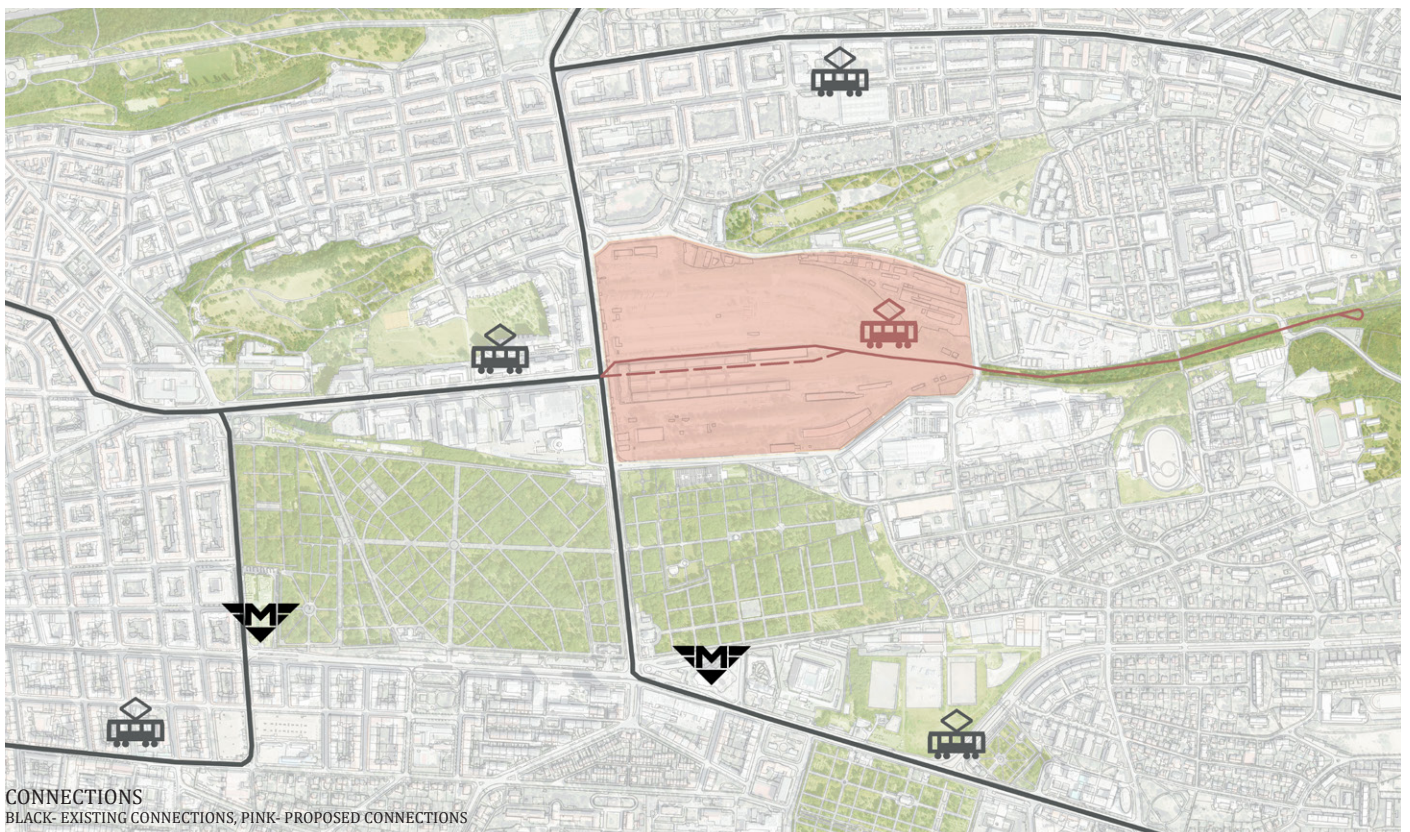 M
M
CONNECTIONS
BLACK- EXISTING CONNECTIONS, PINK- PROPOSED CONNECTIONS